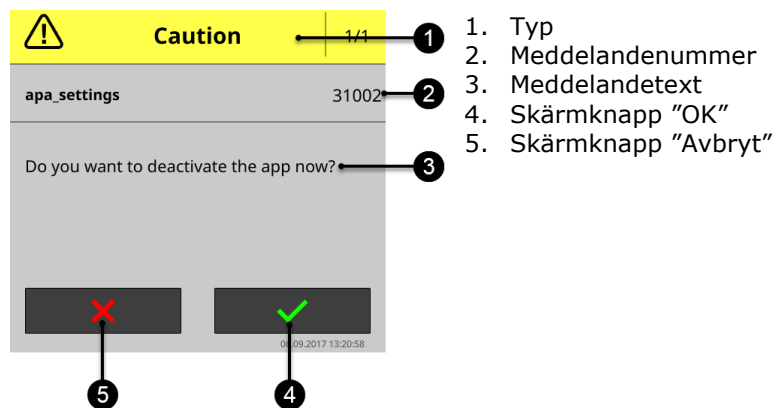 Caution 1/1
apa_settings 31002
Do you want to deactivate the app now?
06.09.2017 13:20:58
1
2
3
5
4
1. Typ
2. Meddelandenummer
3. Meddelandetext
4. Skärmknapp ”OK”
5. Skärmknapp ”Avbryt”